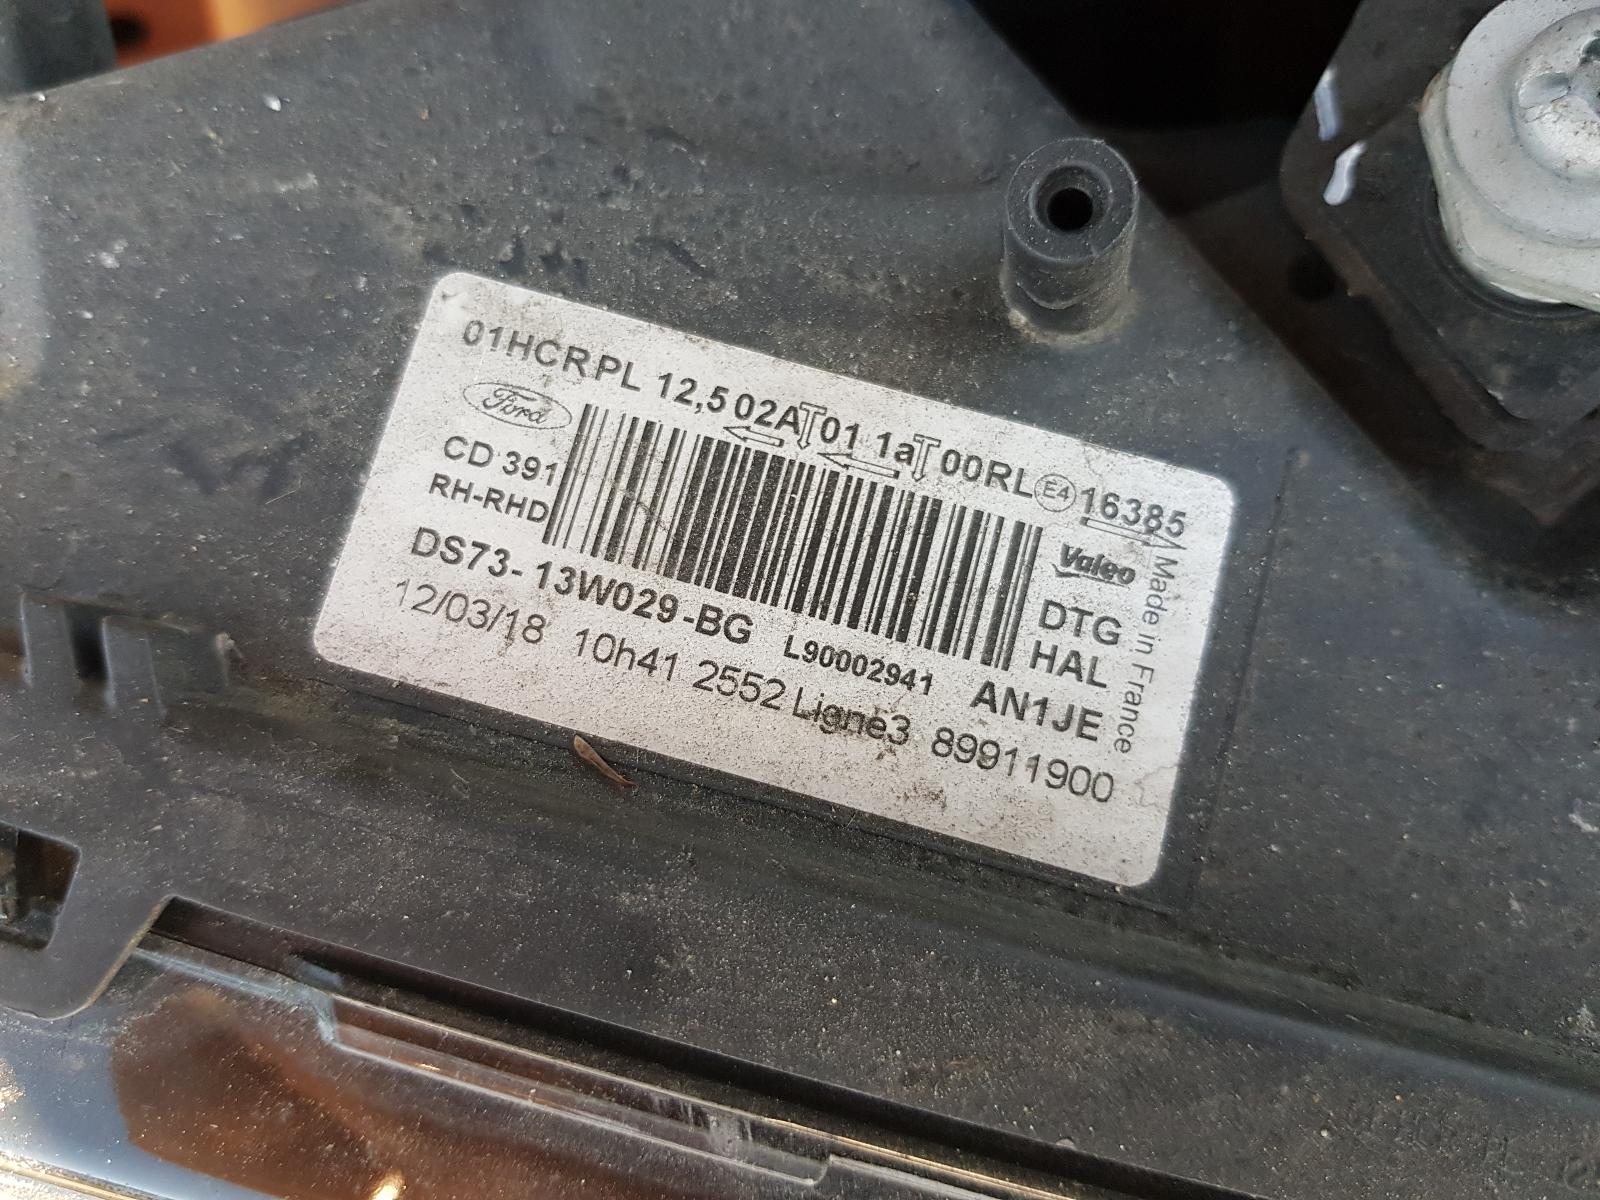 01HCRPL 12,5 02A 01 1a 00RL E4 16385
Ford
CD 391
RH-RHD
Valeo
DTG
HAL
Made in France
DS73-13W029-BG L90002941 AN1JE
12/03/18 10h41 2552 Ligne3 89911900